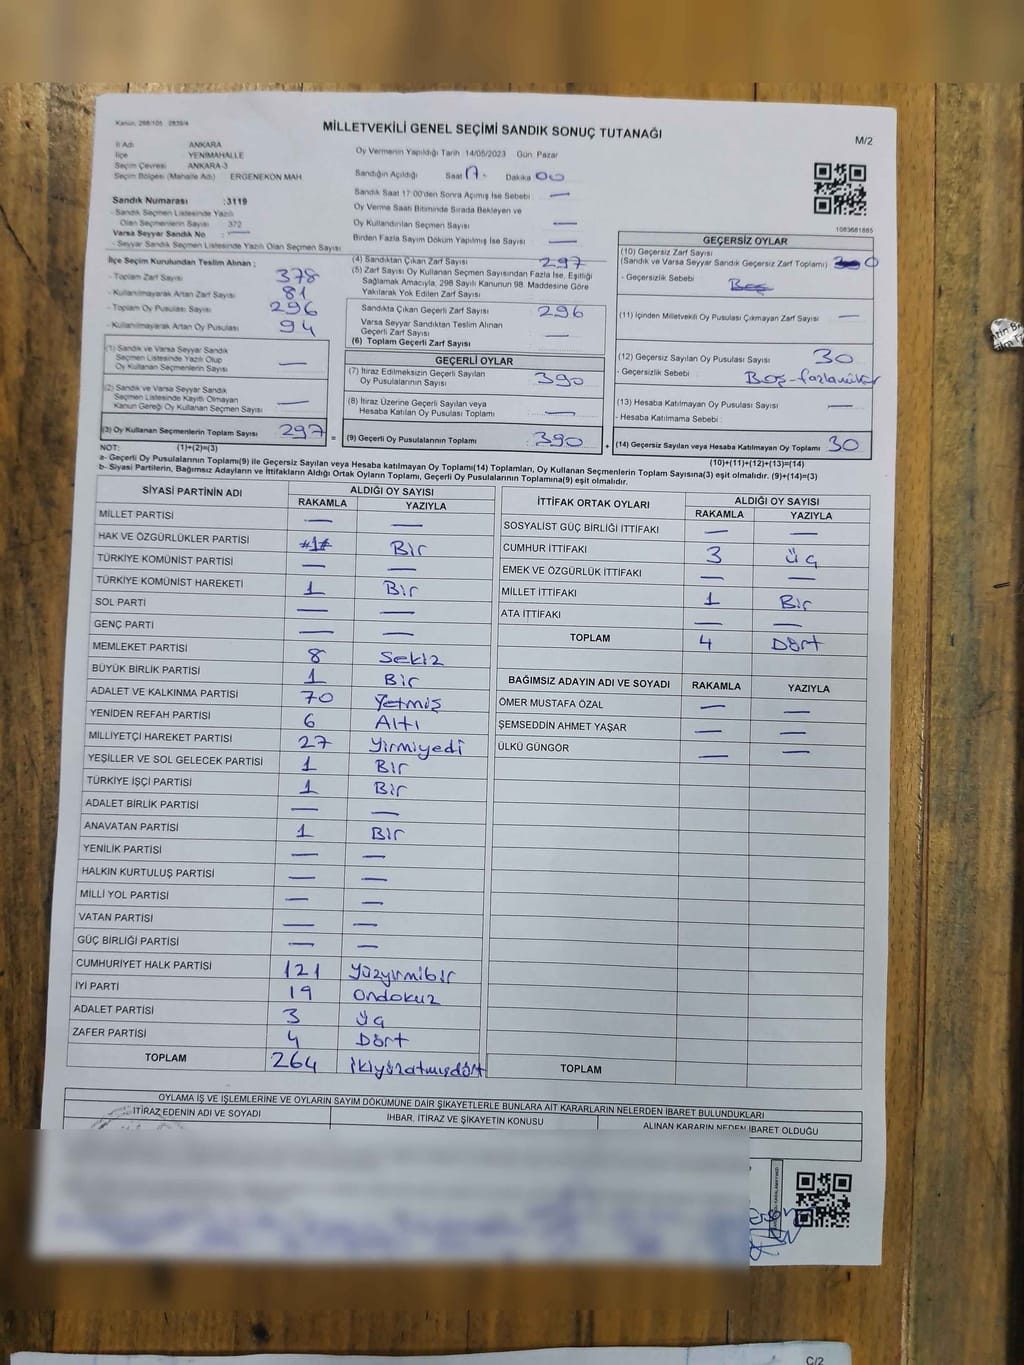 Kanun: 298/105 2839/4
MİLLETVEKİLİ GENEL SEÇİMİ SANDIK SONUÇ TUTANAĞI
M/2
İl Adı ANKARA
İlçe YENİMAHALLE
Seçim Çevresi ANKARA-3
Seçim Bölgesi (Mahalle Adı) ERGENEKON MAH.
Sandık Numarası :3119
- Sandık Seçmen Listesinde Yazılı
Olan Seçmenlerin Sayısı 372
Varsa Seyyar Sandık No —
- Seyyar Sandık Seçmen Listesinde Yazılı Olan Seçmen Sayısı
Oy Vermenin Yapıldığı Tarih 14/05/2023 Gün Pazar
Sandığın Açıldığı Saat 17. Dakika 00
Sandık Saat 17:00'den Sonra Açımış İse Sebebi —
Oy Verme Saati Bitiminde Sırada Bekleyen ve
Oy Kullandırılan Seçmen Sayısı —
Birden Fazla Sayım Döküm Yapılmış İse Sayısı —
1083681885
İlçe Seçim Kurulundan Teslim Alınan ;
- Toplam Zarf Sayısı 378
- Kullanılmayarak Artan Zarf Sayısı 81
- Toplam Oy Pusulası Sayısı 296
- Kullanılmayarak Artan Oy Pusulası 94
(1) Sandık ve Varsa Seyyar Sandık
Seçmen Listesinde Yazılı Olup
Oy Kullanan Seçmenlerin Sayısı —
(2) Sandık ve Varsa Seyyar Sandık
Seçmen Listesinde Kayıtlı Olmayan
Kanun Gereği Oy Kullanan Seçmen Sayısı —
(3) Oy Kullanan Seçmenlerin Toplam Sayısı 297
(4) Sandıktan Çıkan Zarf Sayısı 297
(5) Zarf Sayısı Oy Kullanan Seçmen Sayısından Fazla İse, Eşitliği
Sağlamak Amacıyla, 298 Sayılı Kanunun 98. Maddesine Göre
Yakılarak Yok Edilen Zarf Sayısı
Sandıkta Çıkan Geçerli Zarf Sayısı 296
Varsa Seyyar Sandıktan Teslim Alınan
Geçerli Zarf Sayısı —
(6) Toplam Geçerli Zarf Sayısı
GEÇERLİ OYLAR
(7) İtiraz Edilmeksizin Geçerli Sayılan
Oy Pusulalarının Sayısı 390
(8) İtiraz Üzerine Geçerli Sayılan veya
Hesaba Katılan Oy Pusulası Toplamı —
= (9) Geçerli Oy Pusulalarının Toplamı 390
GEÇERSİZ OYLAR
(10) Geçersiz Zarf Sayısı
(Sandık ve Varsa Seyyar Sandık Geçersiz Zarf Toplamı) 0
- Geçersizlik Sebebi Boş
(11) İçinden Milletvekili Oy Pusulası Çıkmayan Zarf Sayısı —
(12) Geçersiz Sayılan Oy Pusulası Sayısı 30
- Geçersizlik Sebebi Boş-fazlamühür
(13) Hesaba Katılmayan Oy Pusulası Sayısı —
- Hesaba Katılmama Sebebi :
+ (14) Geçersiz Sayılan veya Hesaba Katılmayan Oy Toplamı 30
NOT: (1)+(2)=(3)
(10)+(11)+(12)+(13)=(14)
a- Geçerli Oy Pusulalarının Toplamı(9) ile Geçersiz Sayılan veya Hesaba katılmayan Oy Toplamı(14) Toplamları, Oy Kullanan Seçmenlerin Toplam Sayısına(3) eşit olmalıdır. (9)+(14)=(3)
b- Siyasi Partilerin, Bağımsız Adayların ve İttifakların Aldığı Ortak Oyların Toplamı, Geçerli Oy Pusulalarının Toplamına(9) eşit olmalıdır.
SİYASİ PARTİNİN ADI ALDIĞI OY SAYISI
RAKAMLA YAZIYLA
MİLLET PARTİSİ — —
HAK VE ÖZGÜRLÜKLER PARTİSİ #1# Bir
TÜRKİYE KOMÜNİST PARTİSİ — —
TÜRKİYE KOMÜNİST HAREKETİ 1 Bir
SOL PARTİ — —
GENÇ PARTİ — —
MEMLEKET PARTİSİ 8 Sekiz
BÜYÜK BİRLİK PARTİSİ 1 Bir
ADALET VE KALKINMA PARTİSİ 70 Yetmiş
YENİDEN REFAH PARTİSİ 6 Altı
MİLLİYETÇİ HAREKET PARTİSİ 27 Yirmiyedi
YEŞİLLER VE SOL GELECEK PARTİSİ 1 Bir
TÜRKİYE İŞÇİ PARTİSİ 1 Bir
ADALET BİRLİK PARTİSİ — —
ANAVATAN PARTİSİ 1 Bir
YENİLİK PARTİSİ — —
HALKIN KURTULUŞ PARTİSİ — —
MİLLİ YOL PARTİSİ — —
VATAN PARTİSİ — —
GÜÇ BİRLİĞİ PARTİSİ — —
CUMHURİYET HALK PARTİSİ 121 Yüzyirmibir
İYİ PARTİ 19 Ondokuz
ADALET PARTİSİ 3 Üç
ZAFER PARTİSİ 4 Dört
TOPLAM 264 İkiyüzatmışdört
İTTİFAK ORTAK OYLARI ALDIĞI OY SAYISI
RAKAMLA YAZIYLA
SOSYALİST GÜÇ BİRLİĞİ İTTİFAKI — —
CUMHUR İTTİFAKI 3 Üç
EMEK VE ÖZGÜRLÜK İTTİFAKI — —
MİLLET İTTİFAKI 1 Bir
ATA İTTİFAKI — —
TOPLAM 4 Dört
BAĞIMSIZ ADAYIN ADI VE SOYADI RAKAMLA YAZIYLA
ÖMER MUSTAFA ÖZAL — —
ŞEMSEDDİN AHMET YAŞAR — —
ÜLKÜ GÜNGÖR — —
TOPLAM
OYLAMA İŞ VE İŞLEMLERİNE VE OYLARIN SAYIM DÖKÜMÜNE DAİR ŞİKAYETLERLE BUNLARA AİT KARARLARIN NELERDEN İBARET BULUNDUKLARI
İTİRAZ EDENİN ADI VE SOYADI İHBAR, İTİRAZ VE ŞİKAYETİN KONUSU ALINAN KARARIN NEDEN İBARET OLDUĞU
C/2